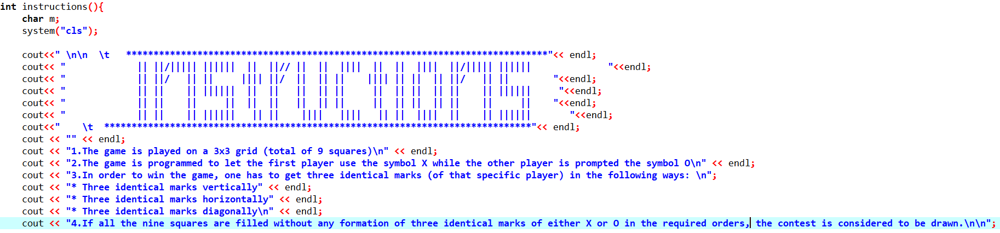 int instructions(){
    char m;
    system("cls");

    cout<<" \n\n  \t   *****************************************************************************"<< endl;
    cout<< "             || ||/||||| ||||||  ||  ||// ||  ||  ||||  ||  ||  ||||  ||/||||| ||||||              "<<endl;
    cout<< "             || ||/   || ||     |||| ||/  ||  || ||    |||| || ||  || ||/   || ||        "<<endl;
    cout<< "             || ||    || ||||||  ||  ||   ||  || ||     ||  || ||  || ||    || ||||||     "<<endl;
    cout<< "             || ||    ||     ||  ||  ||   ||  || ||     ||  || ||  || ||    ||     ||    "<<endl;
    cout<< "             || ||    || ||||||   || ||    ||||   ||||   || ||  ||||  ||    || ||||||       "<<endl;
    cout<<"    \t  ******************************************************************************"<< endl;
    cout << "" << endl;
    cout << "1.The game is played on a 3x3 grid (total of 9 squares)\n" << endl;
    cout << "2.The game is programmed to let the first player use the symbol X while the other player is prompted the symbol O\n" << endl;
    cout << "3.In order to win the game, one has to get three identical marks (of that specific player) in the following ways: \n";
    cout << "* Three identical marks vertically" << endl;
    cout << "* Three identical marks horizontally" << endl;
    cout << "* Three identical marks diagonally\n" << endl;
    cout << "4.If all the nine squares are filled without any formation of three identical marks of either X or O in the required orders, the contest is considered to be drawn.\n\n";